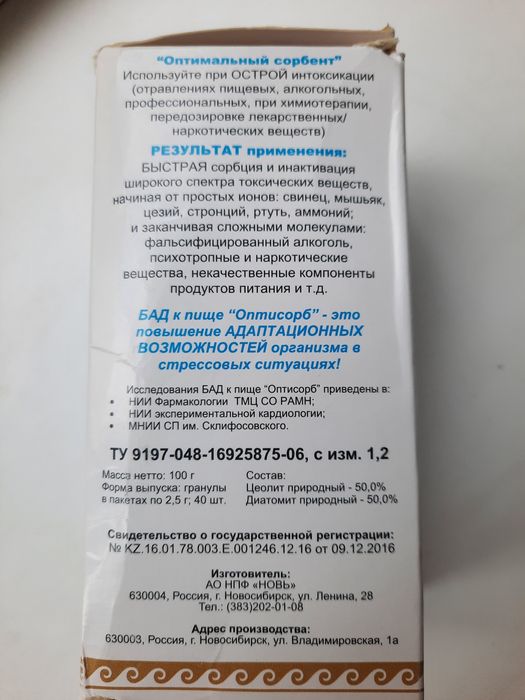 "Оптимальный сорбент"
Используйте при ОСТРОЙ интоксикации
(отравлениях пищевых, алкогольных,
профессиональных, при химиотерапии,
передозировке лекарственных/
наркотических веществ)
РЕЗУЛЬТАТ применения:
БЫСТРАЯ сорбция и инактивация
широкого спектра токсических веществ,
начиная от простых ионов: свинец, мышьяк,
цезий, стронций, ртуть, аммоний;
и заканчивая сложными молекулами:
фальсифицированный алкоголь,
психотропные и наркотические
вещества, некачественные компоненты
продуктов питания и т.д.
БАД к пище "Оптисорб" - это
повышение АДАПТАЦИОННЫХ
ВОЗМОЖНОСТЕЙ организма в
стрессовых ситуациях!
Исследования БАД к пище "Оптисорб" приведены в:
• НИИ Фармакологии ТМЦ СО РАМН;
• НИИ экспериментальной кардиологии;
• МНИИ СП им. Склифосовского.
ТУ 9197-048-16925875-06, с изм. 1,2
Масса нетто: 100 г
Форма выпуска: гранулы
в пакетах по 2,5 г; 40 шт.
Состав:
Цеолит природный - 50,0%
Диатомит природный - 50,0%
Свидетельство о государственной регистрации:
№ KZ.16.01.78.003.Е.001246.12.16 от 09.12.2016
Изготовитель:
АО НПФ «НОВЬ»
630004, Россия, г. Новосибирск, ул. Ленина, 28
Тел.: (383)202-01-08
Адрес производства:
630003, Россия, г. Новосибирск, ул. Владимировская, 1а